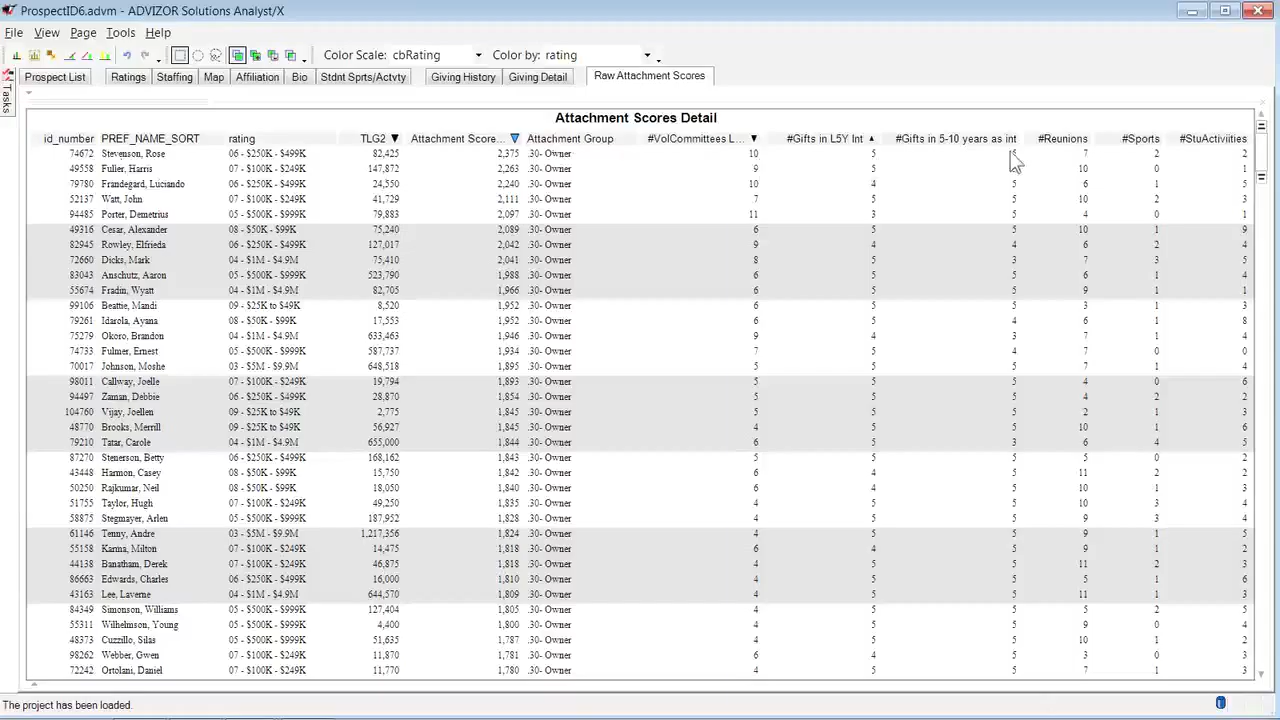 ProspectID6.advm - ADVIZOR Solutions Analyst/X
File View Page Tools Help
Color Scale: cbRating Color by: rating
Prospect List Ratings Staffing Map Affiliation Bio Stdnt Sprts/Actvty Giving History Giving Detail Raw Attachment Scores
Tasks
Attachment Scores Detail
id_number PREF_NAME_SORT rating TLG2 Attachment Score... Attachment Group #VolCommittees L... #Gifts in L5Y Int #Gifts in 5-10 years as int #Reunions #Sports #StuActiviities
74672 Stevenson, Rose 06 - $250K - $499K 82,425 2,375 .30- Owner 10 5 7 2 2
49558 Fuller, Harris 07 - $100K - $249K 147,872 2,263 .30- Owner 9 5 5 10 0 1
79780 Frandegard, Luciando 06 - $250K - $499K 24,550 2,240 .30- Owner 10 4 5 6 1 5
52137 Watt, John 07 - $100K - $249K 41,729 2,111 .30- Owner 7 5 5 10 2 3
94485 Porter, Demetrius 05 - $500K - $999K 79,883 2,097 .30- Owner 11 3 5 4 0 1
49316 Cesar, Alexander 08 - $50K - $99K 75,240 2,089 .30- Owner 6 5 5 10 1 9
82945 Rowley, Elfrieda 06 - $250K - $499K 127,017 2,042 .30- Owner 9 4 4 6 2 4
72660 Dicks, Mark 04 - $1M - $4.9M 75,410 2,041 .30- Owner 8 5 3 7 3 5
83043 Anschutz, Aaron 05 - $500K - $999K 523,790 1,988 .30- Owner 6 5 5 6 1 4
55674 Fradin, Wyatt 04 - $1M - $4.9M 82,705 1,966 .30- Owner 6 5 5 9 1 1
99106 Beattie, Mandi 09 - $25K to $49K 8,520 1,952 .30- Owner 6 5 5 3 1 3
79261 Idarola, Ayana 08 - $50K - $99K 17,553 1,952 .30- Owner 6 5 4 6 1 8
75279 Okoro, Brandon 04 - $1M - $4.9M 633,463 1,946 .30- Owner 9 4 3 7 1 4
74733 Fulmer, Ernest 05 - $500K - $999K 587,737 1,934 .30- Owner 7 5 4 7 0 0
70017 Johnson, Moshe 03 - $5M - $9.9M 648,518 1,895 .30- Owner 5 5 5 7 1 4
98011 Callway, Joelle 07 - $100K - $249K 19,794 1,893 .30- Owner 5 5 5 4 0 6
94497 Zaman, Debbie 06 - $250K - $499K 28,870 1,854 .30- Owner 5 5 5 4 2 2
104760 Vijay, Joellen 09 - $25K to $49K 2,775 1,845 .30- Owner 5 5 5 2 1 3
48770 Brooks, Merrill 09 - $25K to $49K 56,927 1,845 .30- Owner 4 5 5 10 1 6
79210 Tatar, Carole 04 - $1M - $4.9M 655,000 1,844 .30- Owner 6 5 3 6 4 5
87270 Stenerson, Betty 06 - $250K - $499K 168,162 1,843 .30- Owner 5 5 5 5 0 2
43448 Harmon, Casey 08 - $50K - $99K 15,750 1,842 .30- Owner 6 4 5 11 2 2
50250 Rajkumar, Neil 08 - $50K - $99K 18,050 1,840 .30- Owner 6 4 5 10 1 3
51755 Taylor, Hugh 07 - $100K - $249K 49,250 1,835 .30- Owner 4 5 5 10 3 4
58875 Stegmayer, Arlen 05 - $500K - $999K 187,952 1,828 .30- Owner 4 5 5 9 3 4
61146 Tenny, Andre 03 - $5M - $9.9M 1,217,356 1,824 .30- Owner 4 5 5 9 1 5
55158 Karma, Milton 07 - $100K - $249K 14,475 1,818 .30- Owner 6 4 5 9 1 2
44138 Banatham, Derek 07 - $100K - $249K 46,875 1,818 .30- Owner 4 5 5 11 2 3
86663 Edwards, Charles 06 - $250K - $499K 16,000 1,810 .30- Owner 4 5 5 5 1 6
43163 Lee, Laverne 04 - $1M - $4.9M 644,570 1,809 .30- Owner 4 5 5 11 1 3
84349 Simonson, Williams 05 - $500K - $999K 127,404 1,805 .30- Owner 4 5 5 5 2 5
55311 Wilhelmson, Young 05 - $500K - $999K 4,400 1,800 .30- Owner 4 5 5 9 0 4
48373 Cuzzillo, Silas 05 - $500K - $999K 51,635 1,787 .30- Owner 4 5 5 10 1 2
98262 Webber, Gwen 07 - $100K - $249K 11,870 1,781 .30- Owner 6 4 5 3 0 3
72242 Ortolani, Daniel 07 - $100K - $249K 11,770 1,780 .30- Owner 4 5 5 7 1 3
The project has been loaded.